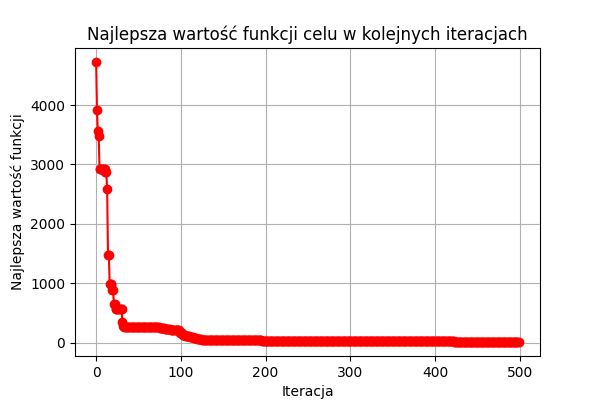 Najlepsza wartość funkcji celu w kolejnych iteracjach
Najlepsza wartość funkcji
4000
3000
2000
1000
0
0 100 200 300 400 500
Iteracja